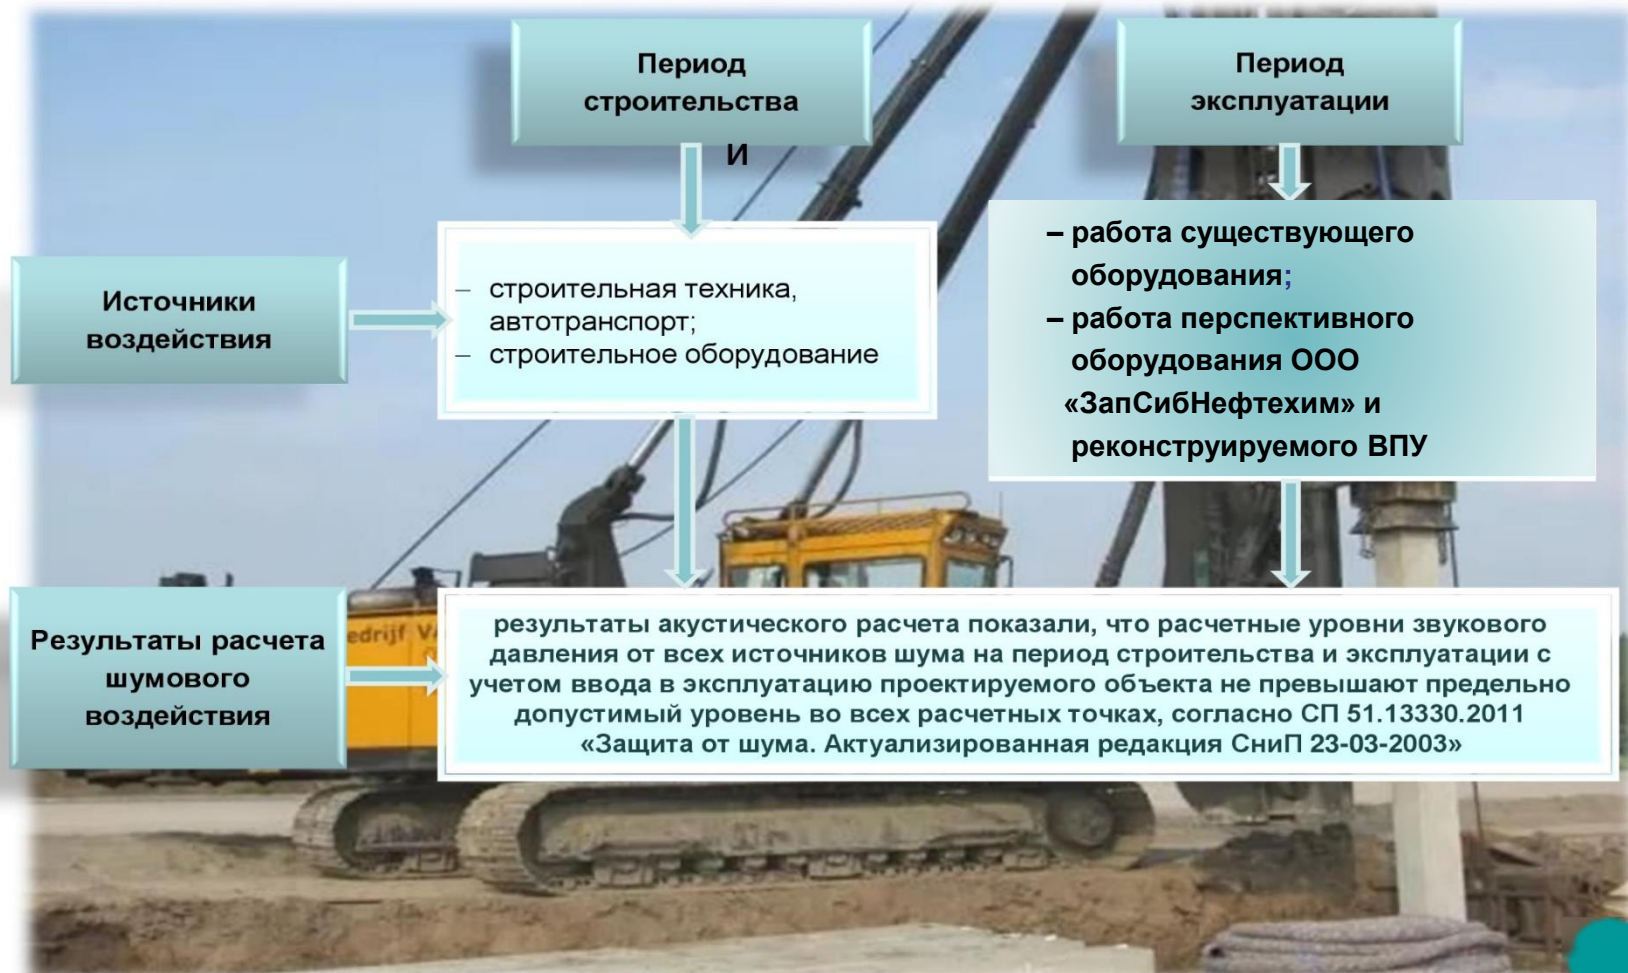 Период
строительства
И
Период
эксплуатации
Источники
воздействия
– строительная техника,
автотранспорт;
– строительное оборудование
– работа существующего
оборудования;
– работа перспективного
оборудования ООО
«ЗапСибНефтехим» и
реконструируемого ВПУ
Результаты расчета
шумового
воздействия
edrijf VA
результаты акустического расчета показали, что расчетные уровни звукового
давления от всех источников шума на период строительства и эксплуатации с
учетом ввода в эксплуатацию проектируемого объекта не превышают предельно
допустимый уровень во всех расчетных точках, согласно СП 51.13330.2011
«Защита от шума. Актуализированная редакция СниП 23-03-2003»